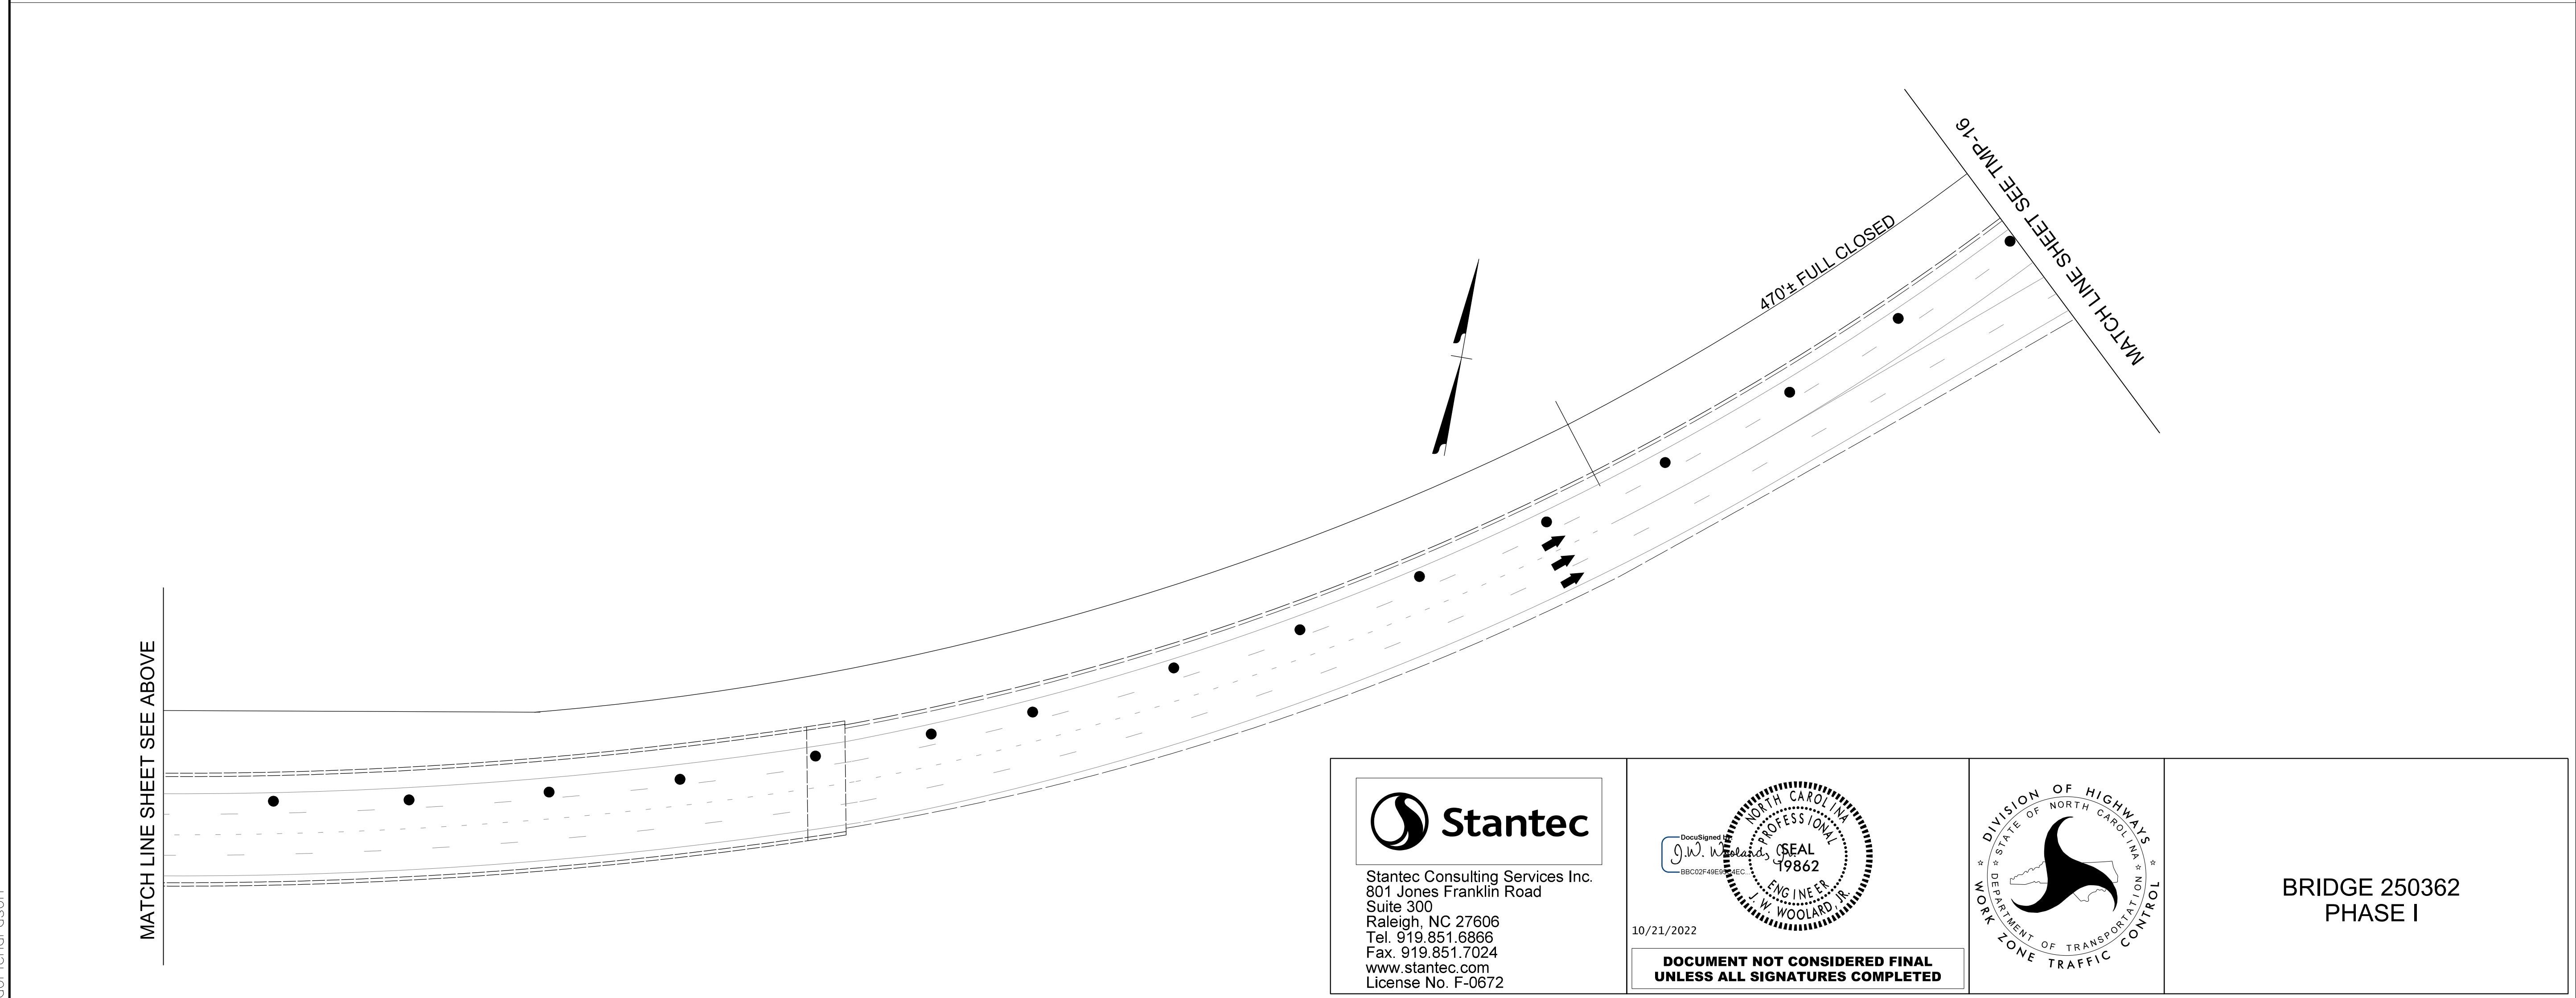 MATCH LINE SHEET SEE TMP-16
470'± FULL CLOSED
MATCH LINE SHEET SEE ABOVE
Stantec
Stantec Consulting Services Inc.
801 Jones Franklin Road
Suite 300
Raleigh, NC 27606
Tel. 919.851.6866
Fax. 919.851.7024
www.stantec.com
License No. F-0672
DocuSigned by
J.W. Woolard, Jr.
NORTH CAROLINA
PROFESSIONAL
SEAL
19862
ENGINEER
J. W. WOOLARD, JR.
10/21/2022
DOCUMENT NOT CONSIDERED FINAL
UNLESS ALL SIGNATURES COMPLETED
DIVISION OF HIGHWAYS
STATE OF NORTH CAROLINA
DEPARTMENT OF TRANSPORTATION
WORK ZONE TRAFFIC CONTROL
BRIDGE 250362
PHASE I